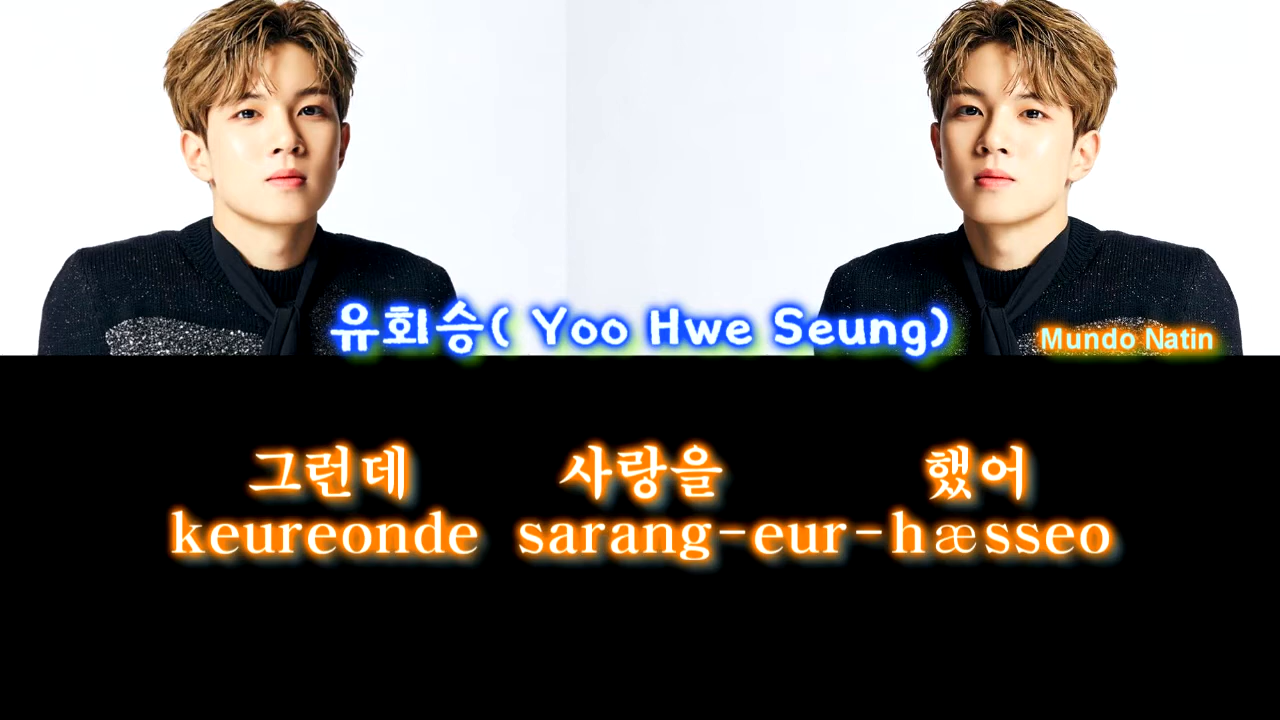 유회승( Yoo Hwe Seung)
Mundo Natin
그런데 사랑을 했어
keureonde sarang-eur-hæsseo